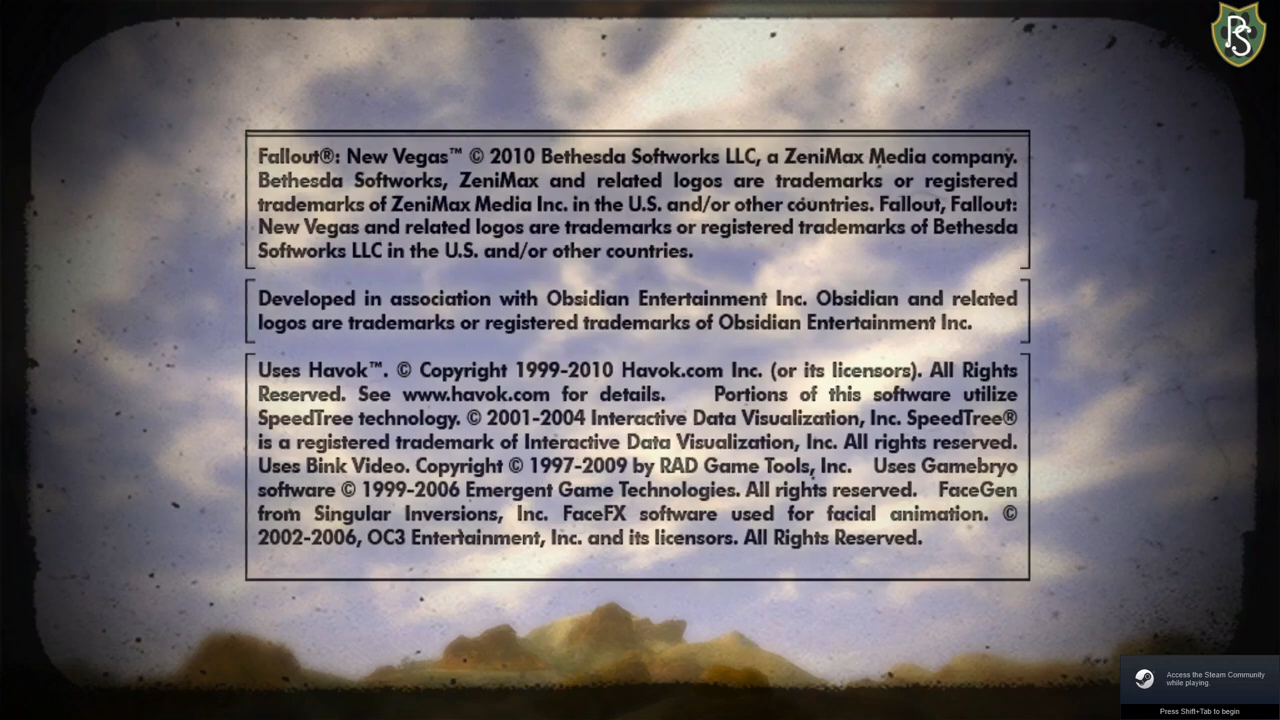 PS
Fallout®: New Vegas™ © 2010 Bethesda Softworks LLC, a ZeniMax Media company.
Bethesda Softworks, ZeniMax and related logos are trademarks or registered
trademarks of ZeniMax Media Inc. in the U.S. and/or other countries. Fallout, Fallout:
New Vegas and related logos are trademarks or registered trademarks of Bethesda
Softworks LLC in the U.S. and/or other countries.
Developed in association with Obsidian Entertainment Inc. Obsidian and related
logos are trademarks or registered trademarks of Obsidian Entertainment Inc.
Uses Havok™. © Copyright 1999-2010 Havok.com Inc. (or its licensors). All Rights
Reserved. See www.havok.com for details. Portions of this software utilize
SpeedTree technology. © 2001-2004 Interactive Data Visualization, Inc. SpeedTree®
is a registered trademark of Interactive Data Visualization, Inc. All rights reserved.
Uses Bink Video. Copyright © 1997-2009 by RAD Game Tools, Inc. Uses Gamebryo
software © 1999-2006 Emergent Game Technologies. All rights reserved. FaceGen
from Singular Inversions, Inc. FaceFX software used for facial animation. ©
2002-2006, OC3 Entertainment, Inc. and its licensors. All Rights Reserved.
Access the Steam Community
while playing.
Press Shift+Tab to begin